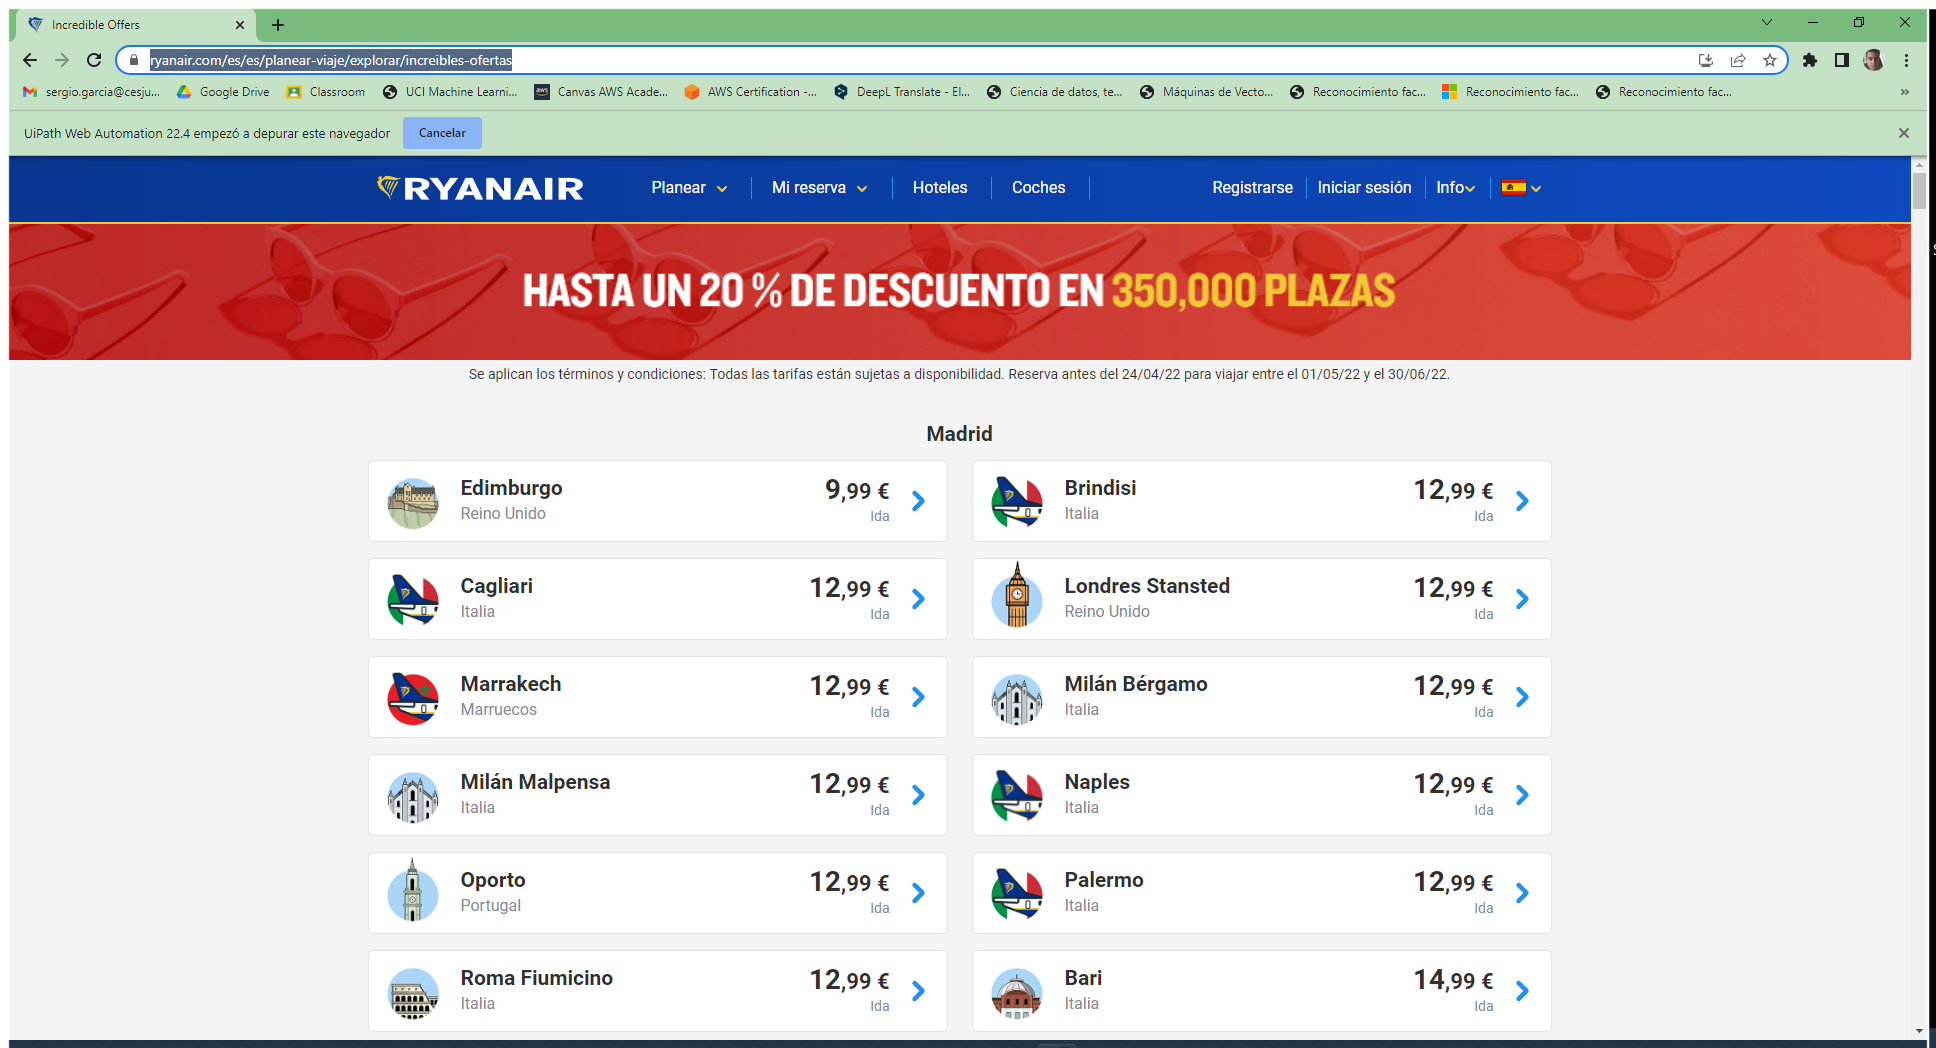 Incredible Offers
ryanair.com/es/es/planear-viaje/explorar/increibles-ofertas
sergio.garcia@cesju... Google Drive Classroom UCI Machine Learni... Canvas AWS Acade... AWS Certification -... DeepL Translate - El... Ciencia de datos, te... Máquinas de Vecto... Reconocimiento fac... Reconocimiento fac... Reconocimiento fac... »
UiPath Web Automation 22.4 empezó a depurar este navegador Cancelar
RYANAIR Planear Mi reserva Hoteles Coches Registrarse Iniciar sesión Info
HASTA UN 20 % DE DESCUENTO EN 350,000 PLAZAS
Se aplican los términos y condiciones: Todas las tarifas están sujetas a disponibilidad. Reserva antes del 24/04/22 para viajar entre el 01/05/22 y el 30/06/22.
Madrid
Edimburgo 9,99 €
Reino Unido Ida
Brindisi 12,99 €
Italia Ida
Cagliari 12,99 €
Italia Ida
Londres Stansted 12,99 €
Reino Unido Ida
Marrakech 12,99 €
Marruecos Ida
Milán Bérgamo 12,99 €
Italia Ida
Milán Malpensa 12,99 €
Italia Ida
Naples 12,99 €
Italia Ida
Oporto 12,99 €
Portugal Ida
Palermo 12,99 €
Italia Ida
Roma Fiumicino 12,99 €
Italia Ida
Bari 14,99 €
Italia Ida